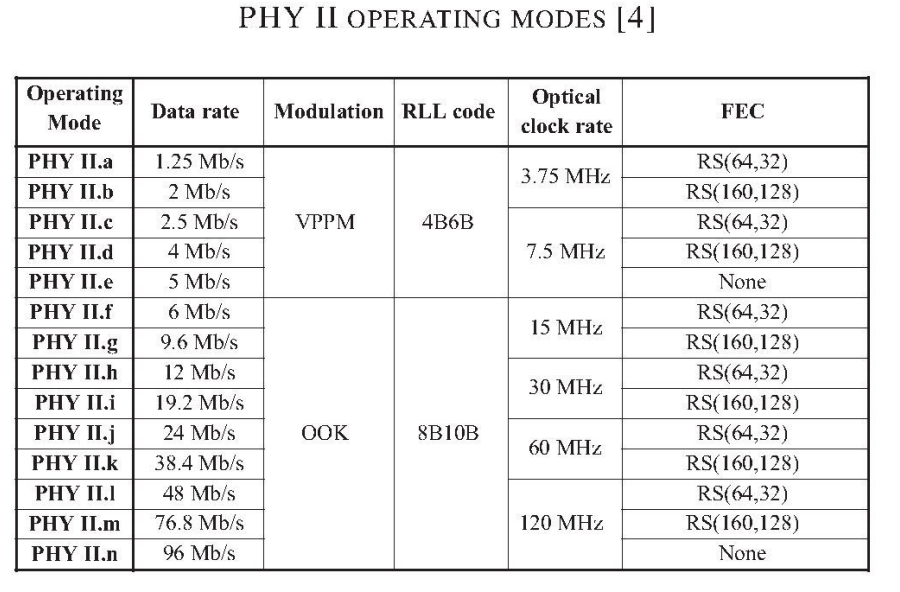 PHY II OPERATING MODES [4]
Operating Mode Data rate Modulation RLL code Optical clock rate FEC
PHY II.a 1.25 Mb/s VPPM 4B6B 3.75 MHz RS(64,32)
PHY II.b 2 Mb/s RS(160,128)
PHY II.c 2.5 Mb/s 7.5 MHz RS(64,32)
PHY II.d 4 Mb/s RS(160,128)
PHY II.e 5 Mb/s None
PHY II.f 6 Mb/s OOK 8B10B 15 MHz RS(64,32)
PHY II.g 9.6 Mb/s RS(160,128)
PHY II.h 12 Mb/s 30 MHz RS(64,32)
PHY II.i 19.2 Mb/s RS(160,128)
PHY II.j 24 Mb/s 60 MHz RS(64,32)
PHY II.k 38.4 Mb/s RS(160,128)
PHY II.l 48 Mb/s 120 MHz RS(64,32)
PHY II.m 76.8 Mb/s RS(160,128)
PHY II.n 96 Mb/s None